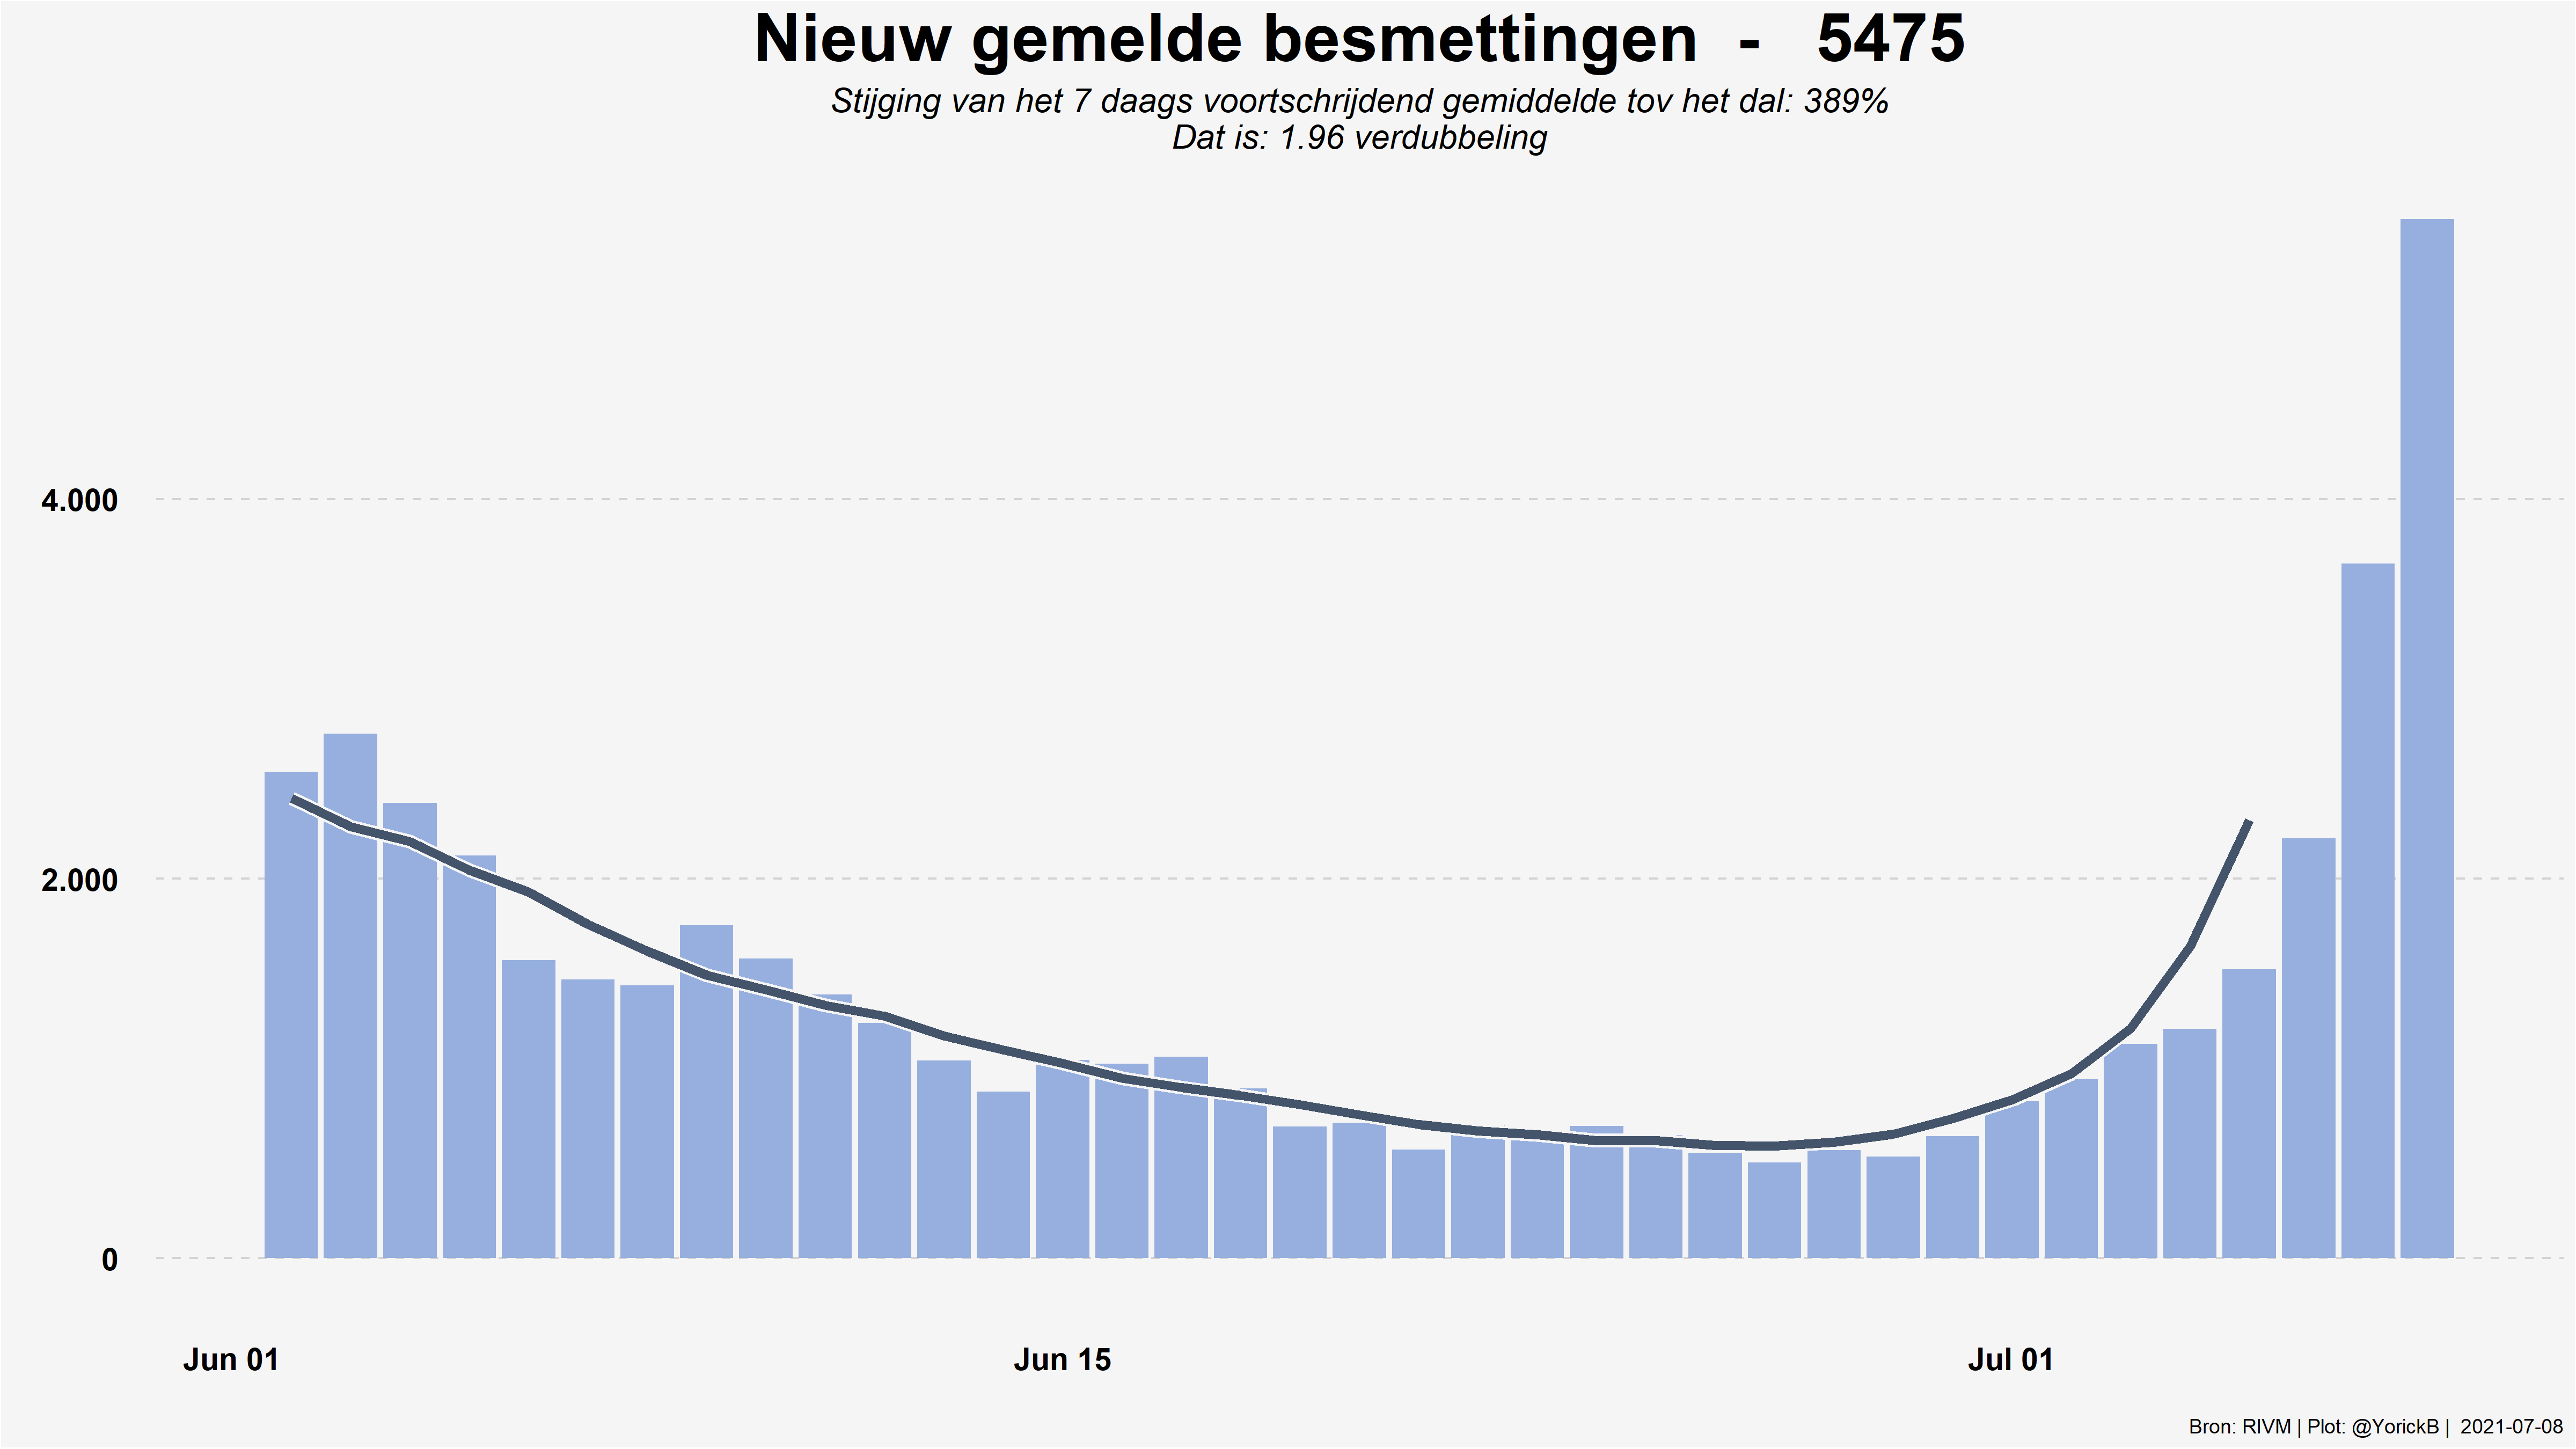 Nieuw gemelde besmettingen - 5475
Stijging van het 7 daags voortschrijdend gemiddelde tov het dal: 389%
Dat is: 1.96 verdubbeling
4.000
2.000
0
Jun 01 Jun 15 Jul 01
Bron: RIVM | Plot: @YorickB | 2021-07-08